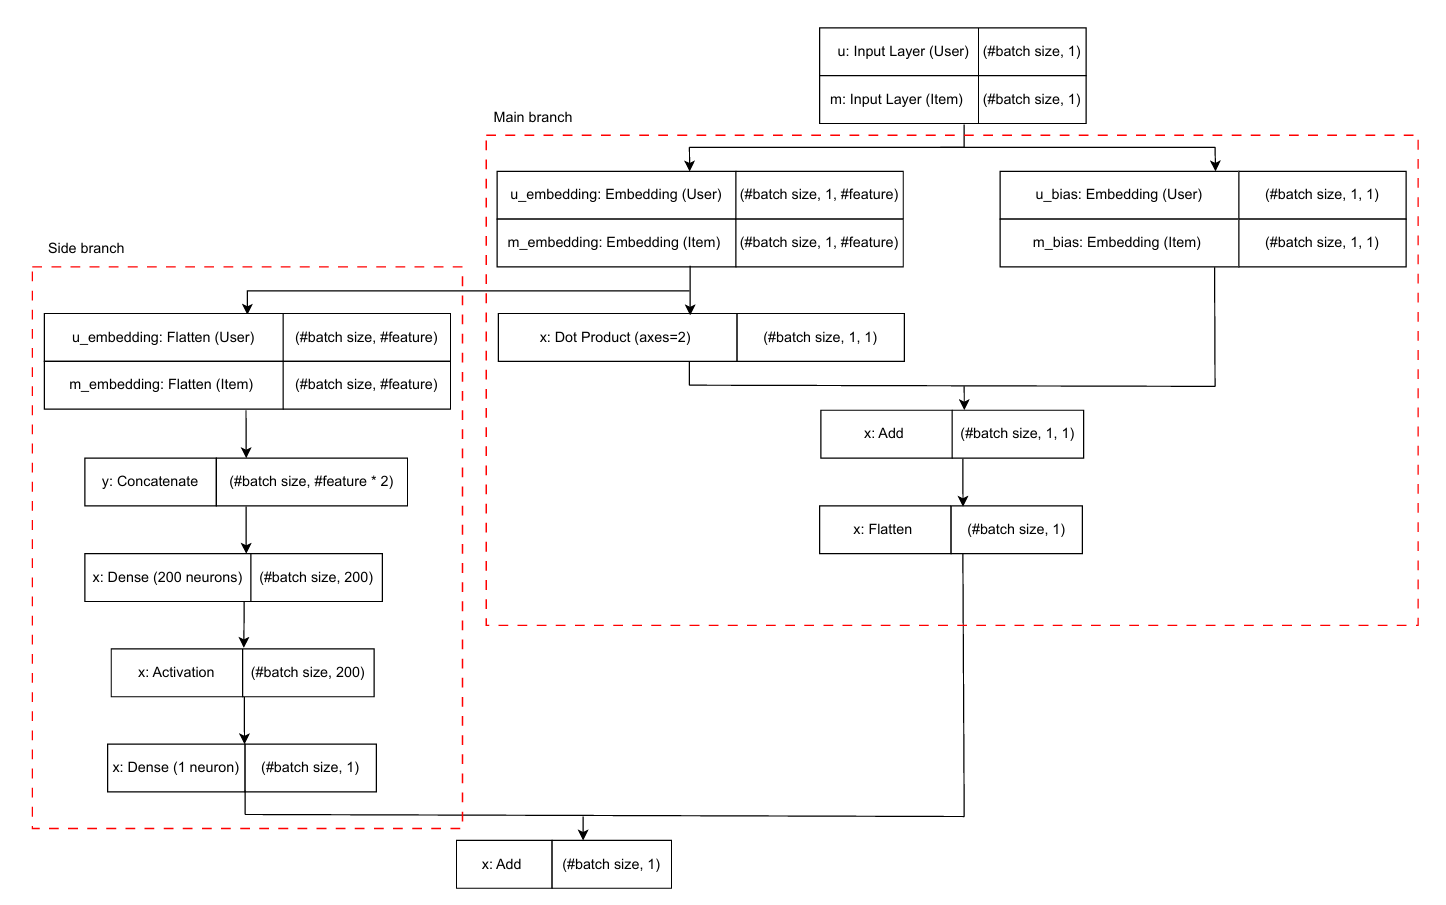 u: Input Layer (User) (#batch size, 1)
m: Input Layer (Item) (#batch size, 1)
Main branch
u_embedding: Embedding (User) (#batch size, 1, #feature)
m_embedding: Embedding (Item) (#batch size, 1, #feature)
u_bias: Embedding (User) (#batch size, 1, 1)
m_bias: Embedding (Item) (#batch size, 1, 1)
Side branch
u_embedding: Flatten (User) (#batch size, #feature)
m_embedding: Flatten (Item) (#batch size, #feature)
x: Dot Product (axes=2) (#batch size, 1, 1)
x: Add (#batch size, 1, 1)
y: Concatenate (#batch size, #feature * 2)
x: Flatten (#batch size, 1)
x: Dense (200 neurons) (#batch size, 200)
x: Activation (#batch size, 200)
x: Dense (1 neuron) (#batch size, 1)
x: Add (#batch size, 1)